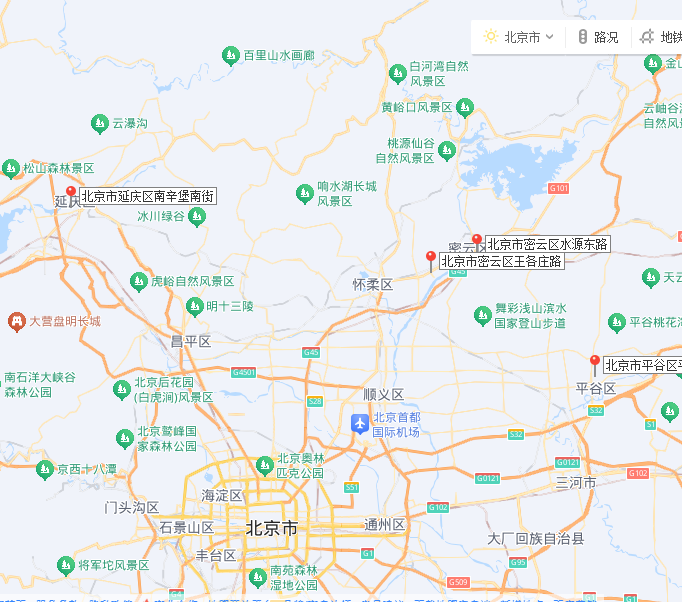 北京市
路况
地铁
百里山水画廊
白河湾自然
风景区
金山
黄峪口风景区
云岫谷
自然风景
云瀑沟
桃源仙谷
自然风景区
松山森林景区
响水湖长城
风景区
G101
延庆区
北京市延庆区南辛堡南街
冰川绿谷
密云区
北京市密云区水源东路
北京市密云区王各庄路
G45
虎峪自然风景区
怀柔区
天云
明十三陵
舞彩浅山滨水
国家登山步道
平谷桃花
大营盘明长城
昌平区
G45
北京市平谷区平
南石洋大峡谷
森林公园
G4501
北京后花园
(白虎涧)风景区
平谷区
顺义区
S28
S32
北京首都
国际机场
S1
北京鹫峰国
家森林公园
S32
京西十八潭
北京奥林
匹克公园
G0121
G0121
G102
三河市
S51
海淀区
门头沟区
G102
石景山区
北京市
通州区
大厂回族自治县
丰台区
G1
G95
将军坨风景区
南苑森林
湿地公园
G509